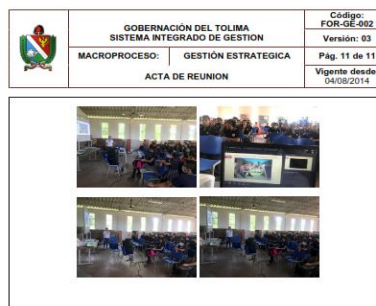 GOBERNACIÓN DEL TOLIMA
SISTEMA INTEGRADO DE GESTION
Código:
FOR-GE-002
Versión: 03
MACROPROCESO: GESTIÓN ESTRATEGICA
Pág. 11 de 11
ACTA DE REUNION
Vigente desde:
04/08/2014